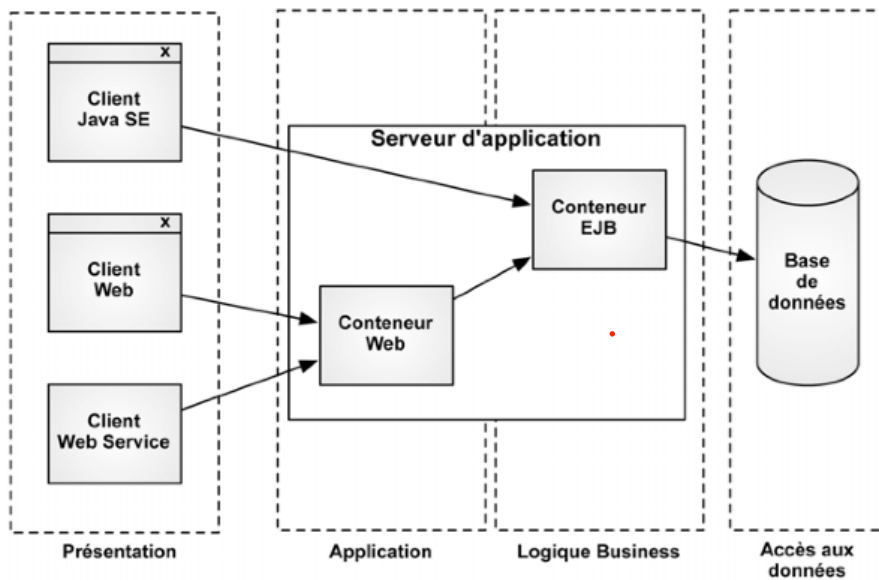 X
Client
Java SE
X
Client
Web
Client
Web Service
Serveur d'application
Conteneur
EJB
Conteneur
Web
Base
de
données
Présentation
Application
Logique Business
Accès aux
données